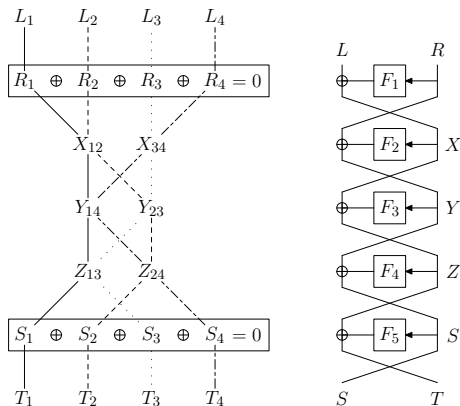 L₁ L₂ L₃ L₄
R₁ ⊕ R₂ ⊕ R₃ ⊕ R₄ = 0
X₁₂ X₃₄
Y₁₄ Y₂₃
Z₁₃ Z₂₄
S₁ ⊕ S₂ ⊕ S₃ ⊕ S₄ = 0
T₁ T₂ T₃ T₄
L R
F₁
F₂ X
F₃ Y
F₄ Z
F₅ S
S T